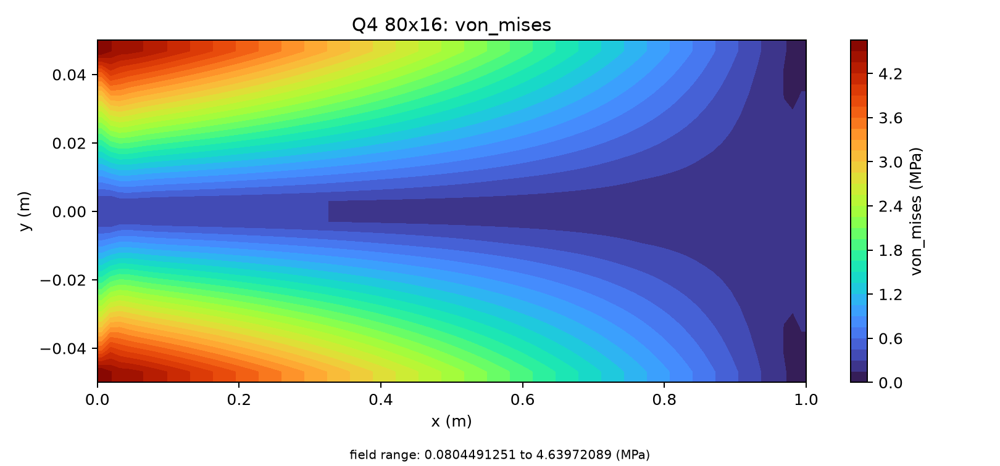 Q4 80x16: von_mises
0.04
0.02
0.00
−0.02
−0.04
y (m)
0.0 0.2 0.4 0.6 0.8 1.0
x (m)
4.2
3.6
3.0
2.4
1.8
1.2
0.6
0.0
von_mises (MPa)
field range: 0.0804491251 to 4.63972089 (MPa)